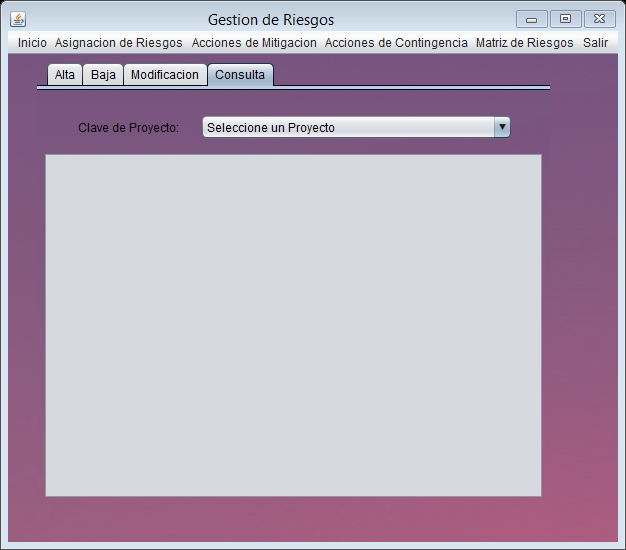 Gestion de Riesgos
Inicio Asignacion de Riesgos Acciones de Mitigacion Acciones de Contingencia Matriz de Riesgos Salir
Alta Baja Modificacion Consulta
Clave de Proyecto: Seleccione un Proyecto